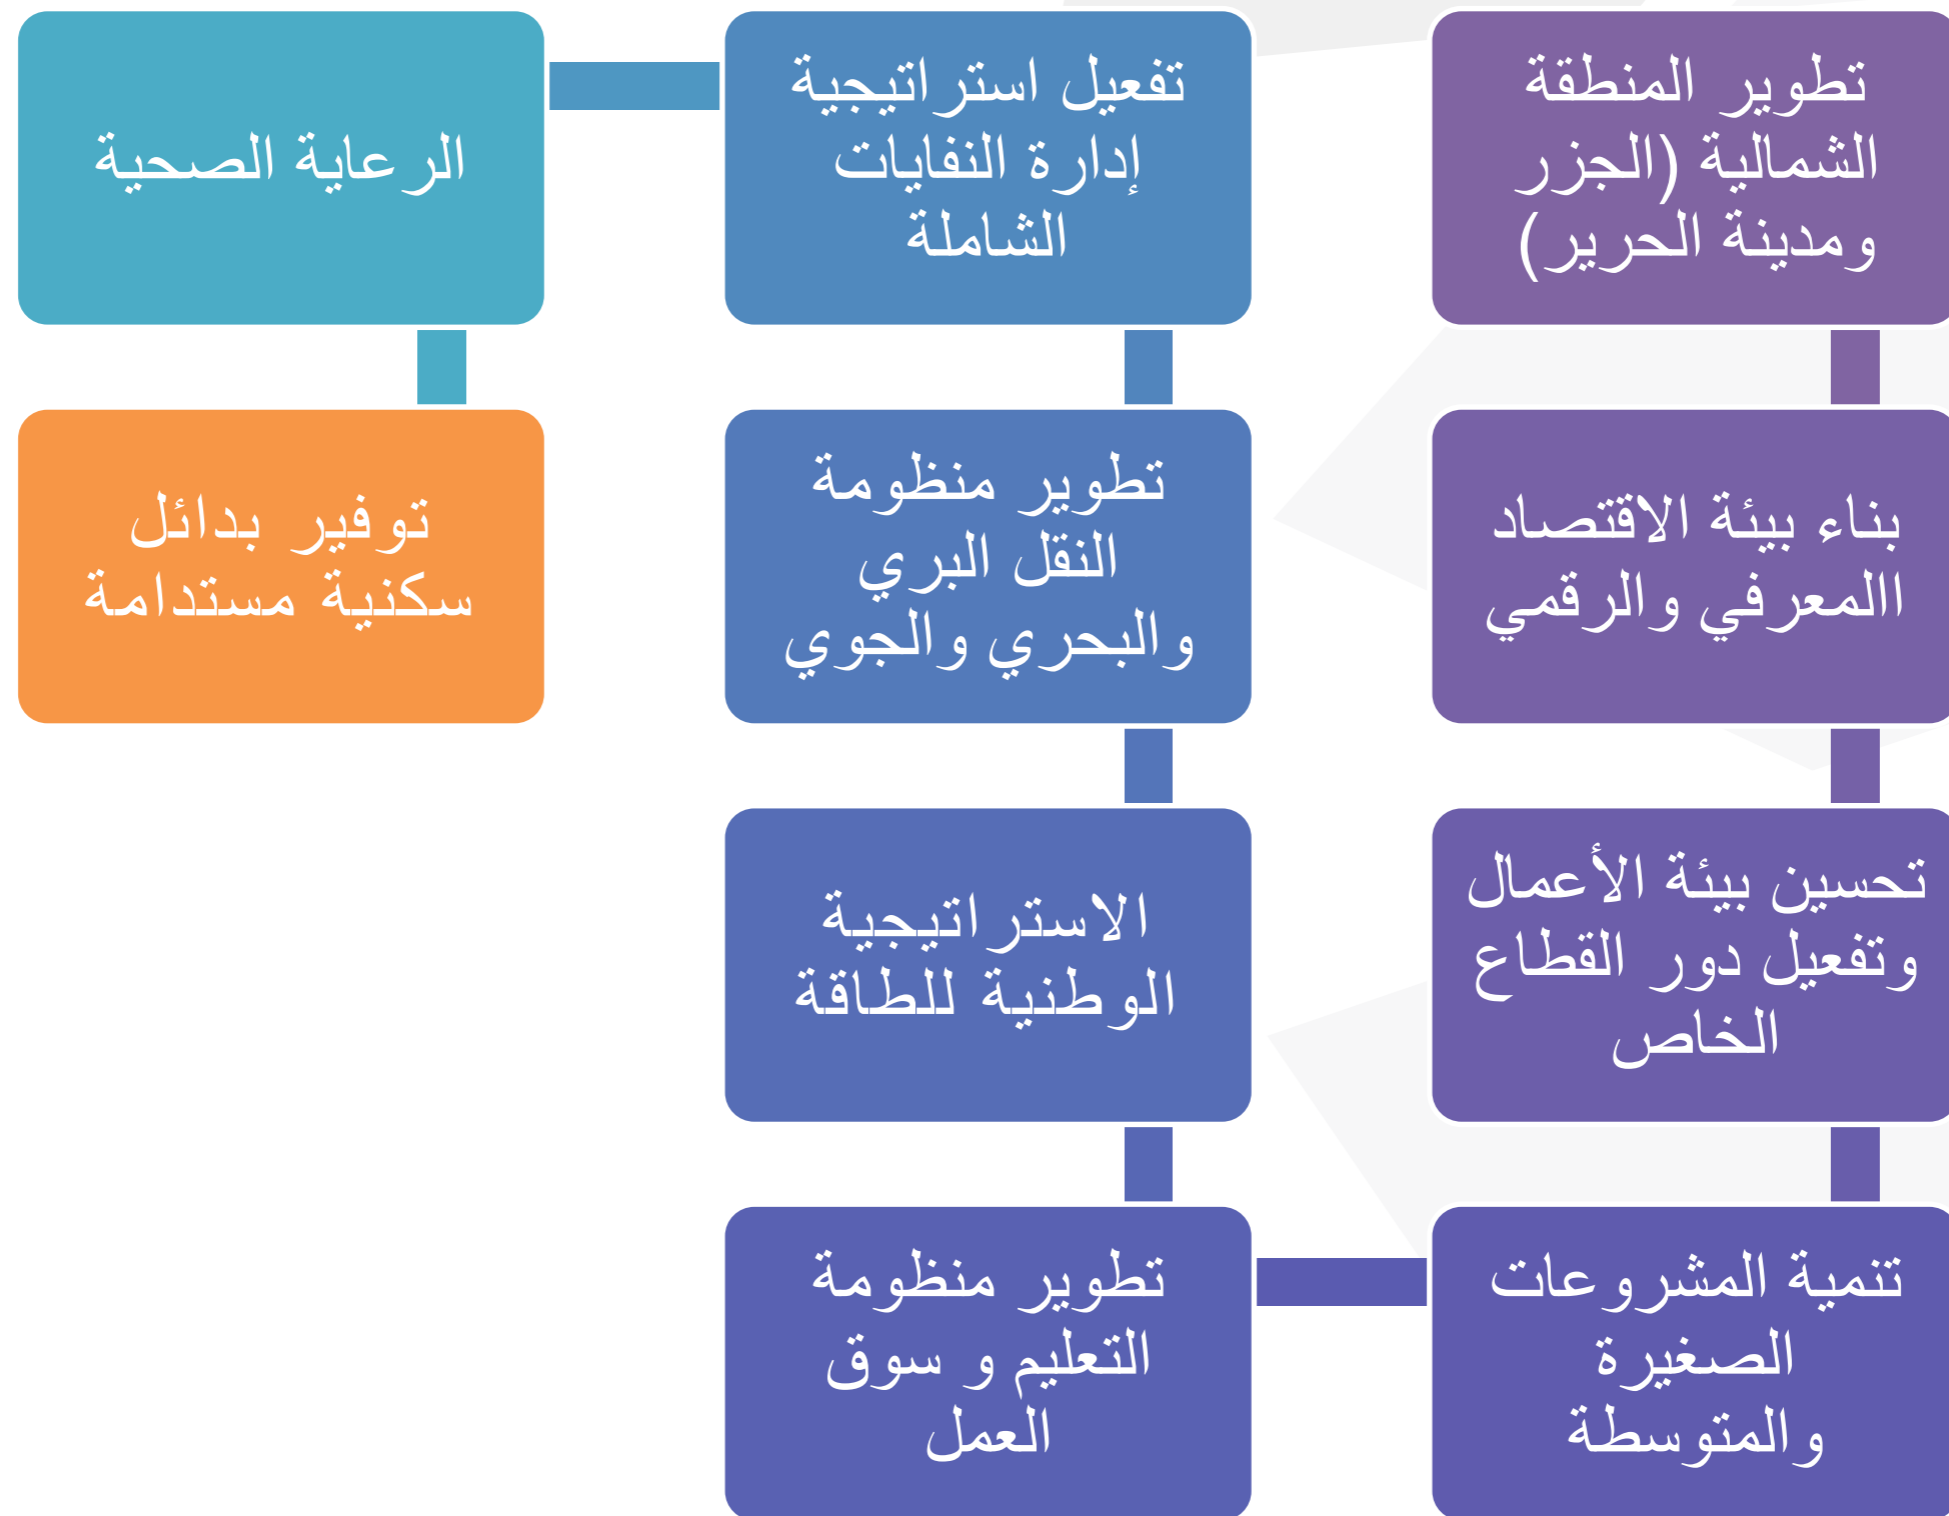 تطوير المنطقة
الشمالية (الجزر
ومدينة الحرير)
بناء بيئة الاقتصاد
االمعرفي والرقمي
تحسين بيئة الأعمال
وتفعيل دور القطاع
الخاص
تنمية المشروعات
الصغيرة
والمتوسطة
تطوير منظومة
التعليم و سوق
العمل
الاستراتيجية
الوطنية للطاقة
تطوير منظومة
النقل البري
والبحري والجوي
تفعيل استراتيجية
إدارة النفايات
الشاملة
الرعاية الصحية
توفير بدائل
سكنية مستدامة